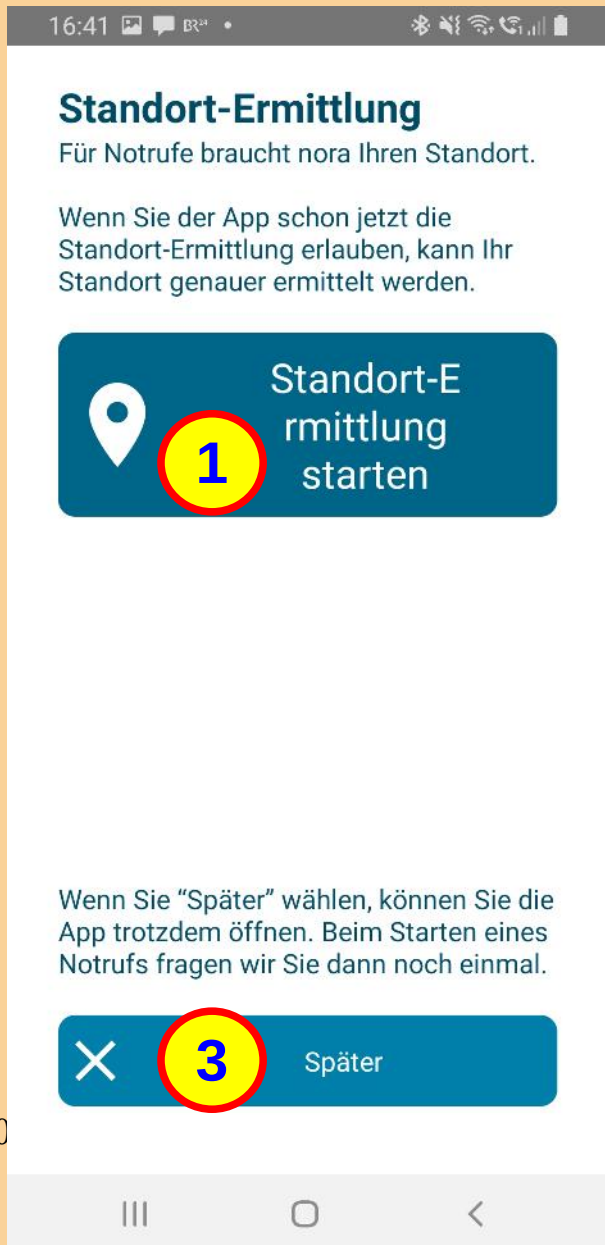 16:41 BR24
Standort-Ermittlung
Für Notrufe braucht nora Ihren Standort.
Wenn Sie der App schon jetzt die
Standort-Ermittlung erlauben, kann Ihr
Standort genauer ermittelt werden.
Standort-E
rmittlung
starten
1
Wenn Sie “Später” wählen, können Sie die
App trotzdem öffnen. Beim Starten eines
Notrufs fragen wir Sie dann noch einmal.
3 Später